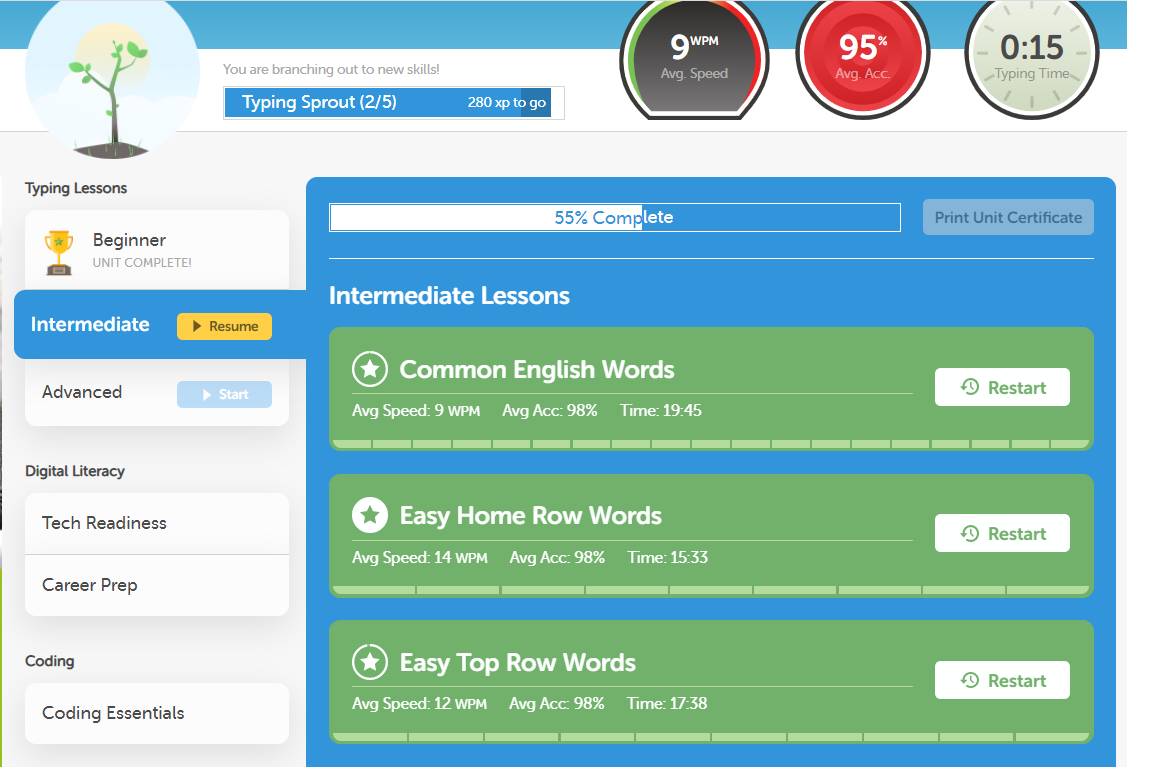 You are branching out to new skills!
Typing Sprout (2/5) 280 xp to go
9 WPM
Avg. Speed
95%
Avg. Acc.
0:15
Typing Time
Typing Lessons
Beginner
UNIT COMPLETE!
Intermediate Resume
Advanced Start
Digital Literacy
Tech Readiness
Career Prep
Coding
Coding Essentials
55% Complete Print Unit Certificate
Intermediate Lessons
Common English Words
Avg Speed: 9 WPM Avg Acc: 98% Time: 19:45
Restart
Easy Home Row Words
Avg Speed: 14 WPM Avg Acc: 98% Time: 15:33
Restart
Easy Top Row Words
Avg Speed: 12 WPM Avg Acc: 98% Time: 17:38
Restart